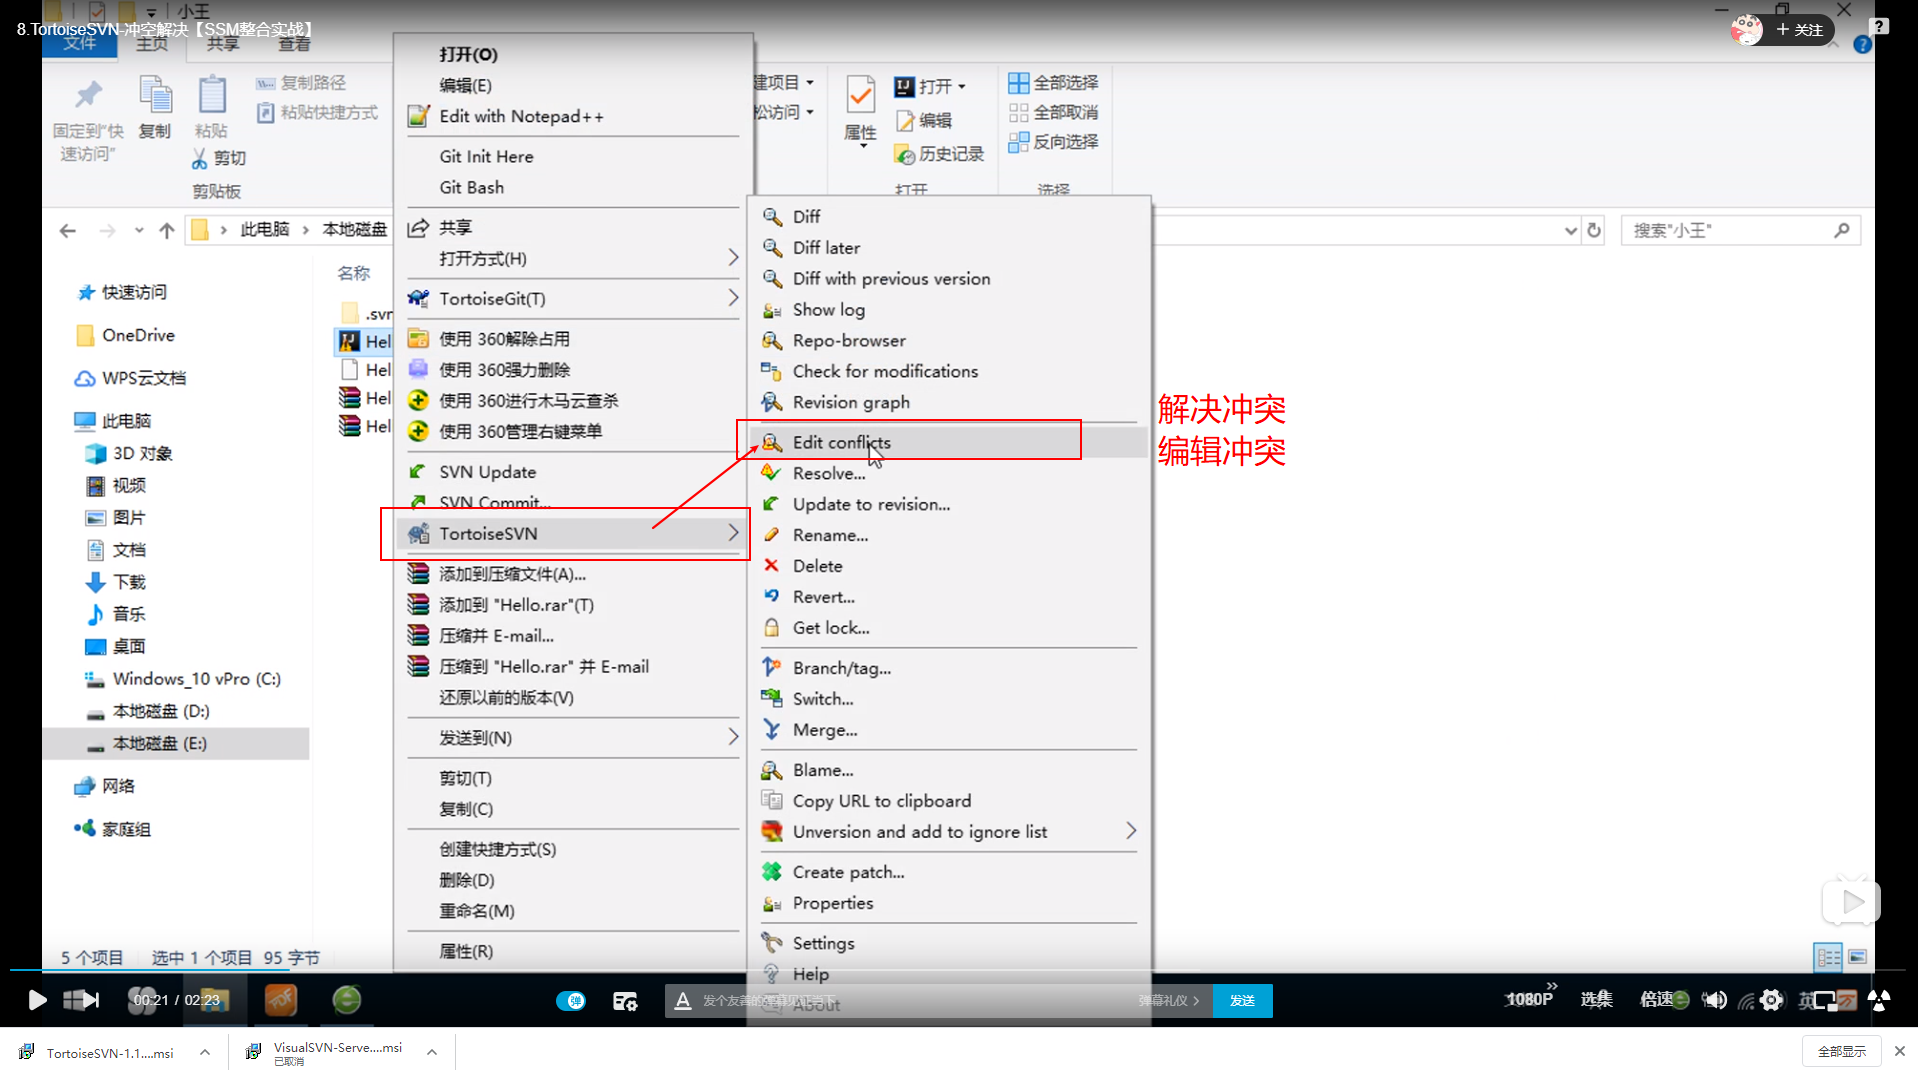 小王
8.TortoiseSVN-冲空解决【SSM整合实战】
+ 关注
文件 主页 共享 查看
固定到"快
速访问"
复制
粘贴
复制路径
粘贴快捷方式
剪切
剪贴板
建项目
松访问
属性
打开
编辑
历史记录
打开
全部选择
全部取消
反向选择
选择
此电脑 > 本地磁盘
搜索"小王"
快速访问
OneDrive
WPS云文档
此电脑
3D 对象
视频
图片
文档
下载
音乐
桌面
Windows_10 vPro (C:)
本地磁盘 (D:)
本地磁盘 (E:)
网络
家庭组
名称
.svn
Hel
Hel
Hel
Hel
打开(O)
编辑(E)
Edit with Notepad++
Git Init Here
Git Bash
共享
打开方式(H)
TortoiseGit(T)
使用 360解除占用
使用 360强力删除
使用 360进行木马云查杀
使用 360管理右键菜单
SVN Update
SVN Commit...
TortoiseSVN
添加到压缩文件(A)...
添加到 "Hello.rar"(T)
压缩并 E-mail...
压缩到 "Hello.rar" 并 E-mail
还原以前的版本(V)
发送到(N)
剪切(T)
复制(C)
创建快捷方式(S)
删除(D)
重命名(M)
属性(R)
Diff
Diff later
Diff with previous version
Show log
Repo-browser
Check for modifications
Revision graph
Edit conflicts
Resolve...
Update to revision...
Rename...
Delete
Revert...
Get lock...
Branch/tag...
Switch...
Merge...
Blame...
Copy URL to clipboard
Unversion and add to ignore list
Create patch...
Properties
Settings
Help
About
解决冲突
编辑冲突
5 个项目 选中 1 个项目 95 字节
00:21 / 02:23
弹
发个友善的弹幕见证当下
弹幕礼仪 >
发送
1080P
选集
倍速
英
TortoiseSVN-1.1....msi
VisualSVN-Serve....msi
已取消
全部显示